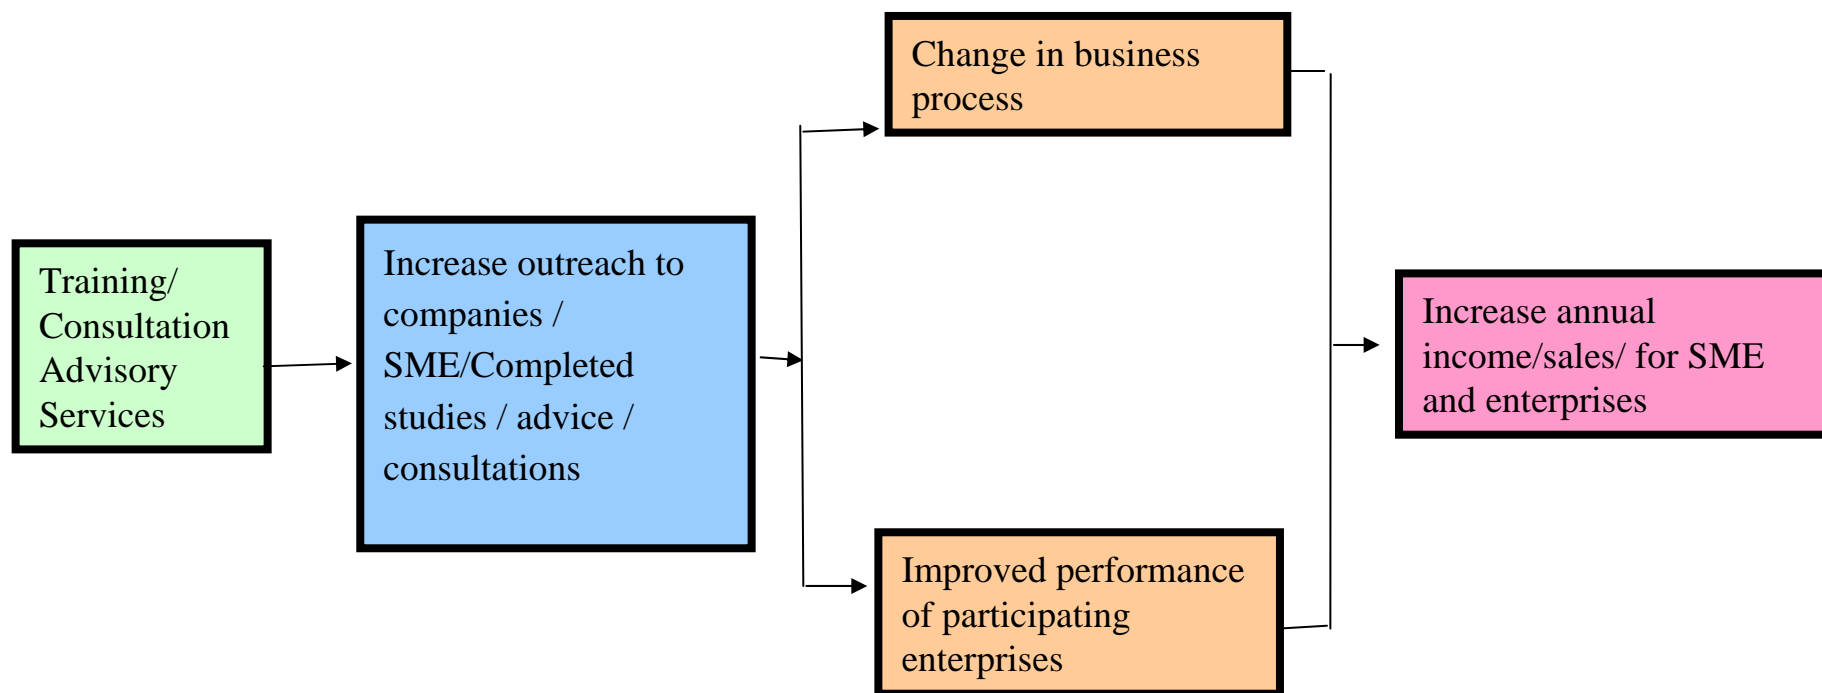 Training/
Consultation
Advisory
Services
Increase outreach to
companies /
SME/Completed
studies / advice /
consultations
Change in business
process
Improved performance
of participating
enterprises
Increase annual
income/sales/ for SME
and enterprises